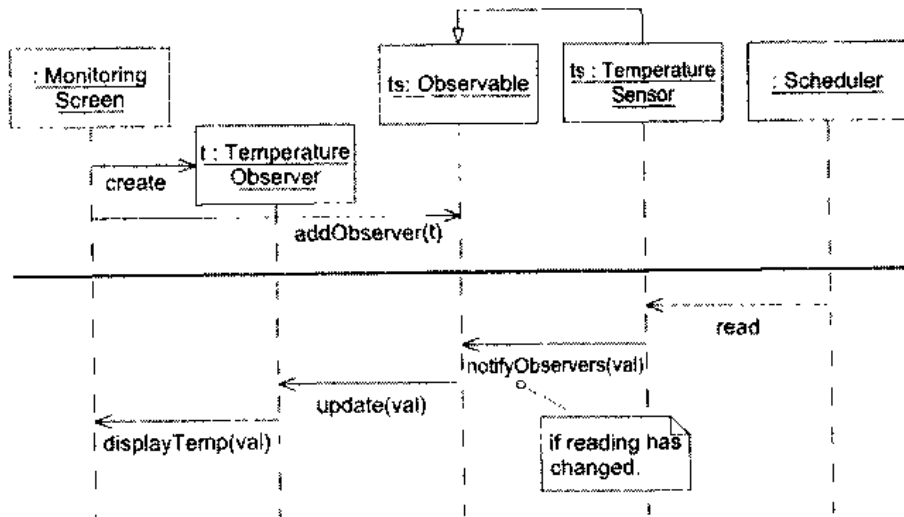 : Monitoring
Screen
ts: Observable
ts : Temperature
Sensor
: Scheduler
t : Temperature
Observer
create
addObserver(t)
read
notifyObservers(val)
update(val)
displayTemp(val)
if reading has
changed.